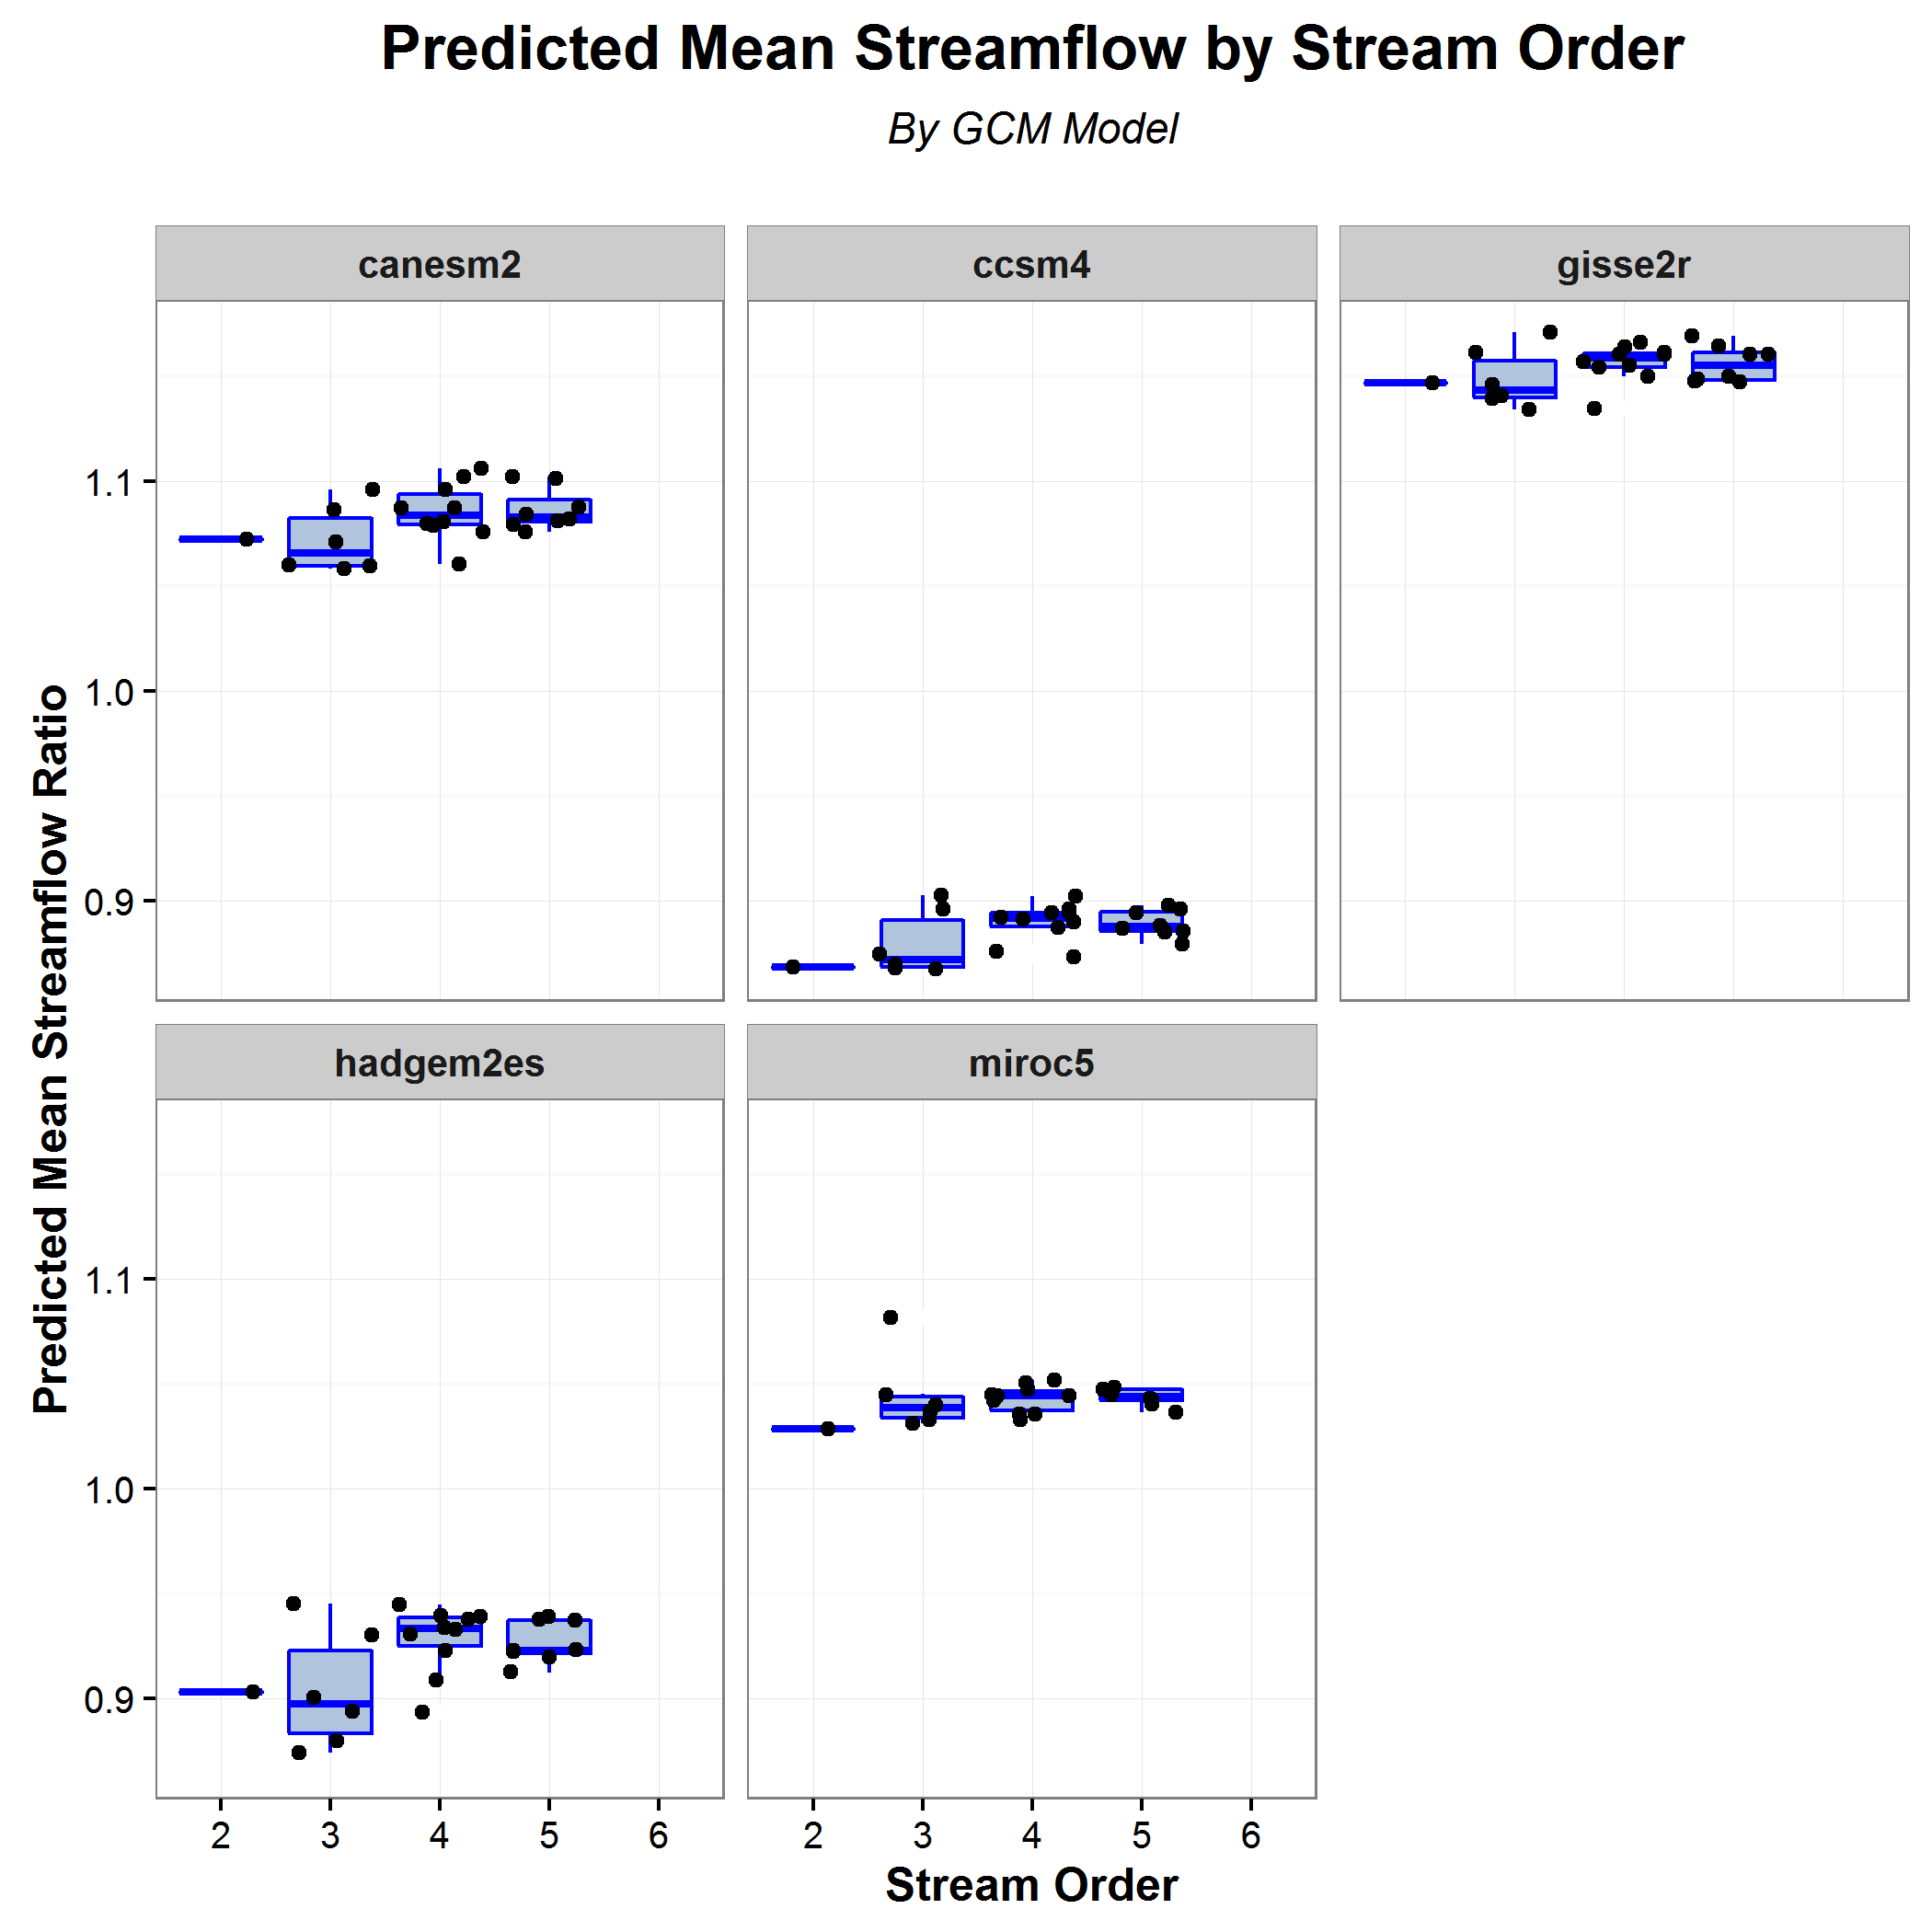 Predicted Mean Streamflow by Stream Order
By GCM Model
canesm2
ccsm4
gisse2r
1.1
1.0
0.9
Predicted Mean Streamflow Ratio
hadgem2es
miroc5
1.1
1.0
0.9
2 3 4 5 6
2 3 4 5 6
Stream Order